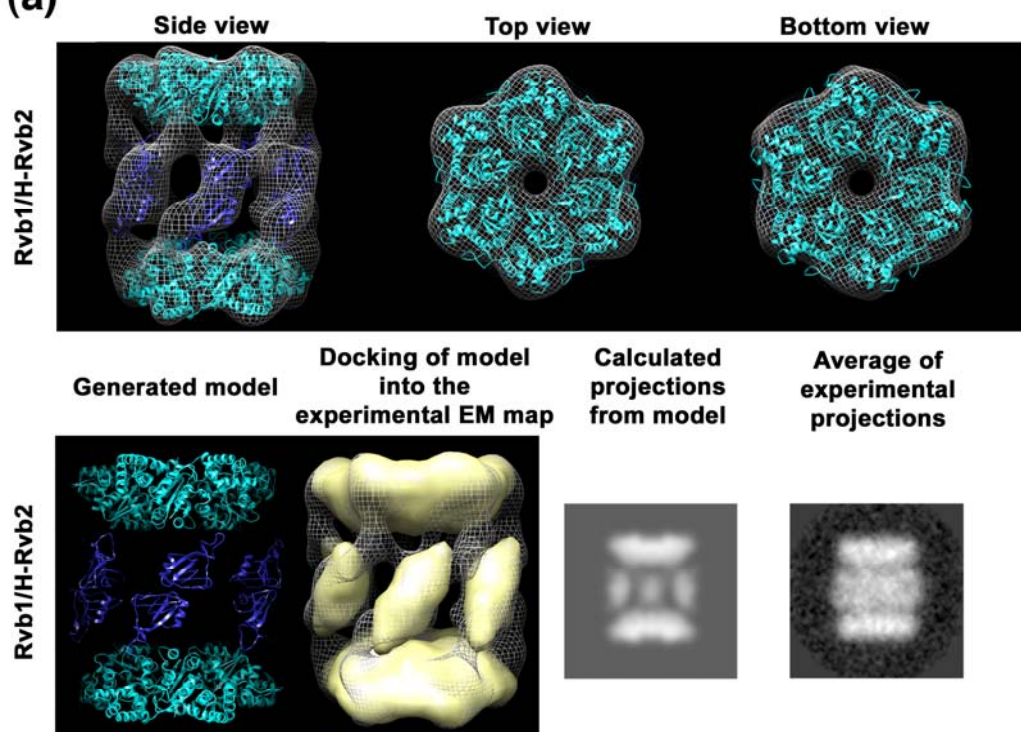 (a)
Side view Top view Bottom view
Rvb1/H-Rvb2
Generated model
Docking of model
into the
experimental EM map
Calculated
projections
from model
Average of
experimental
projections
Rvb1/H-Rvb2